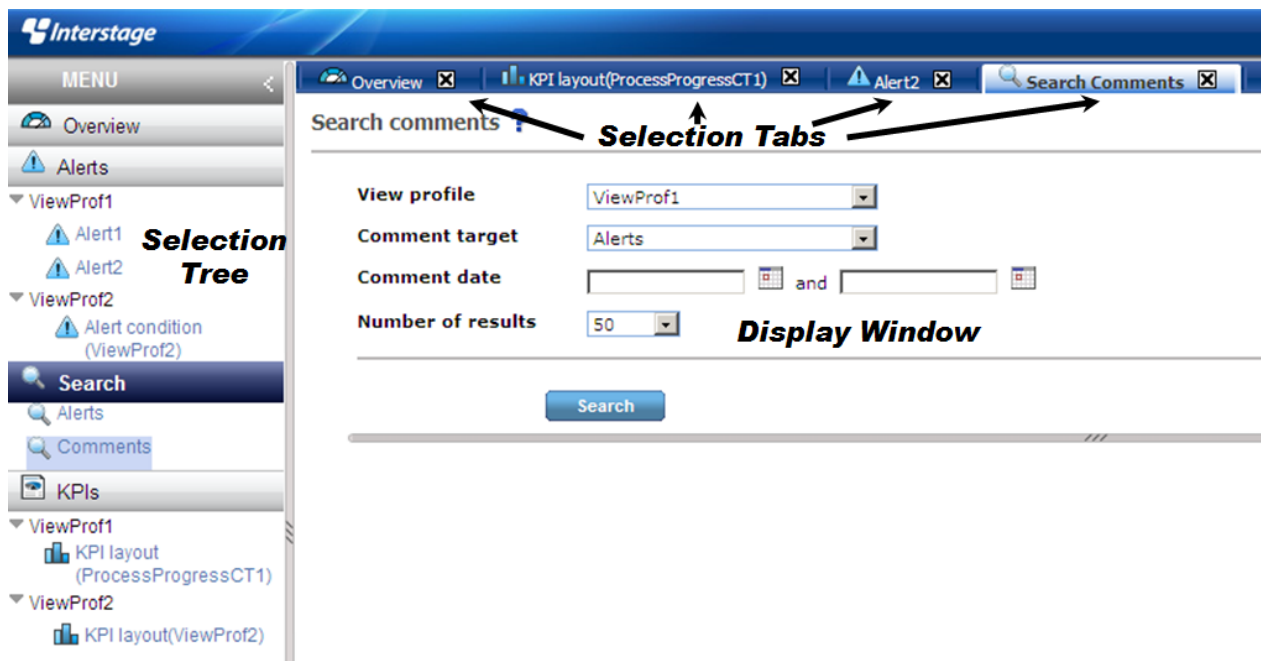 Interstage
MENU
Overview
KPI layout(ProcessProgressCT1)
Alert2
Search Comments
Overview
Alerts
ViewProf1
Alert1
Alert2
ViewProf2
Alert condition
(ViewProf2)
Search
Alerts
Comments
KPIs
ViewProf1
KPI layout
(ProcessProgressCT1)
ViewProf2
KPI layout(ViewProf2)
Selection
Tree
Search comments ?
Selection Tabs
View profile ViewProf1
Comment target Alerts
Comment date and
Number of results 50
Display Window
Search